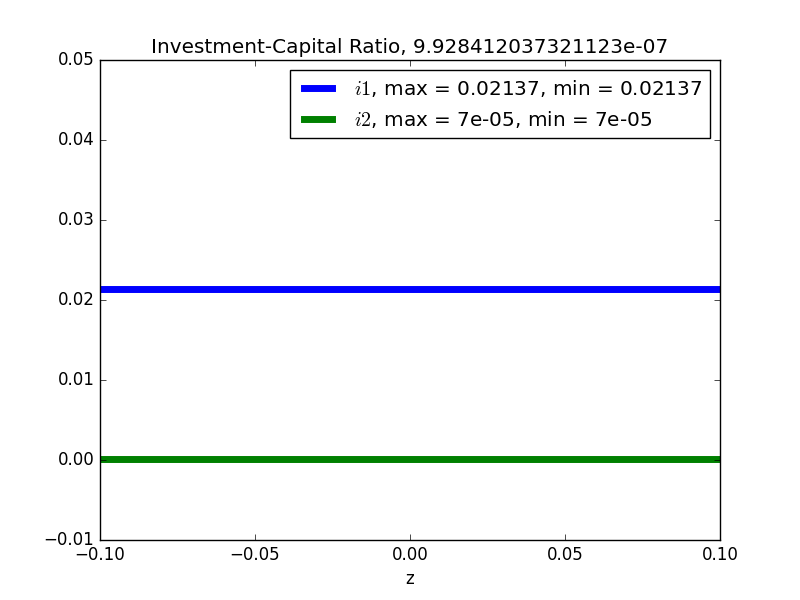 Investment-Capital Ratio, 9.928412037321123e-07
i1, max = 0.02137, min = 0.02137
i2, max = 7e-05, min = 7e-05
0.05
0.04
0.03
0.02
0.01
0.00
−0.01
−0.10 −0.05 0.00 0.05 0.10
z